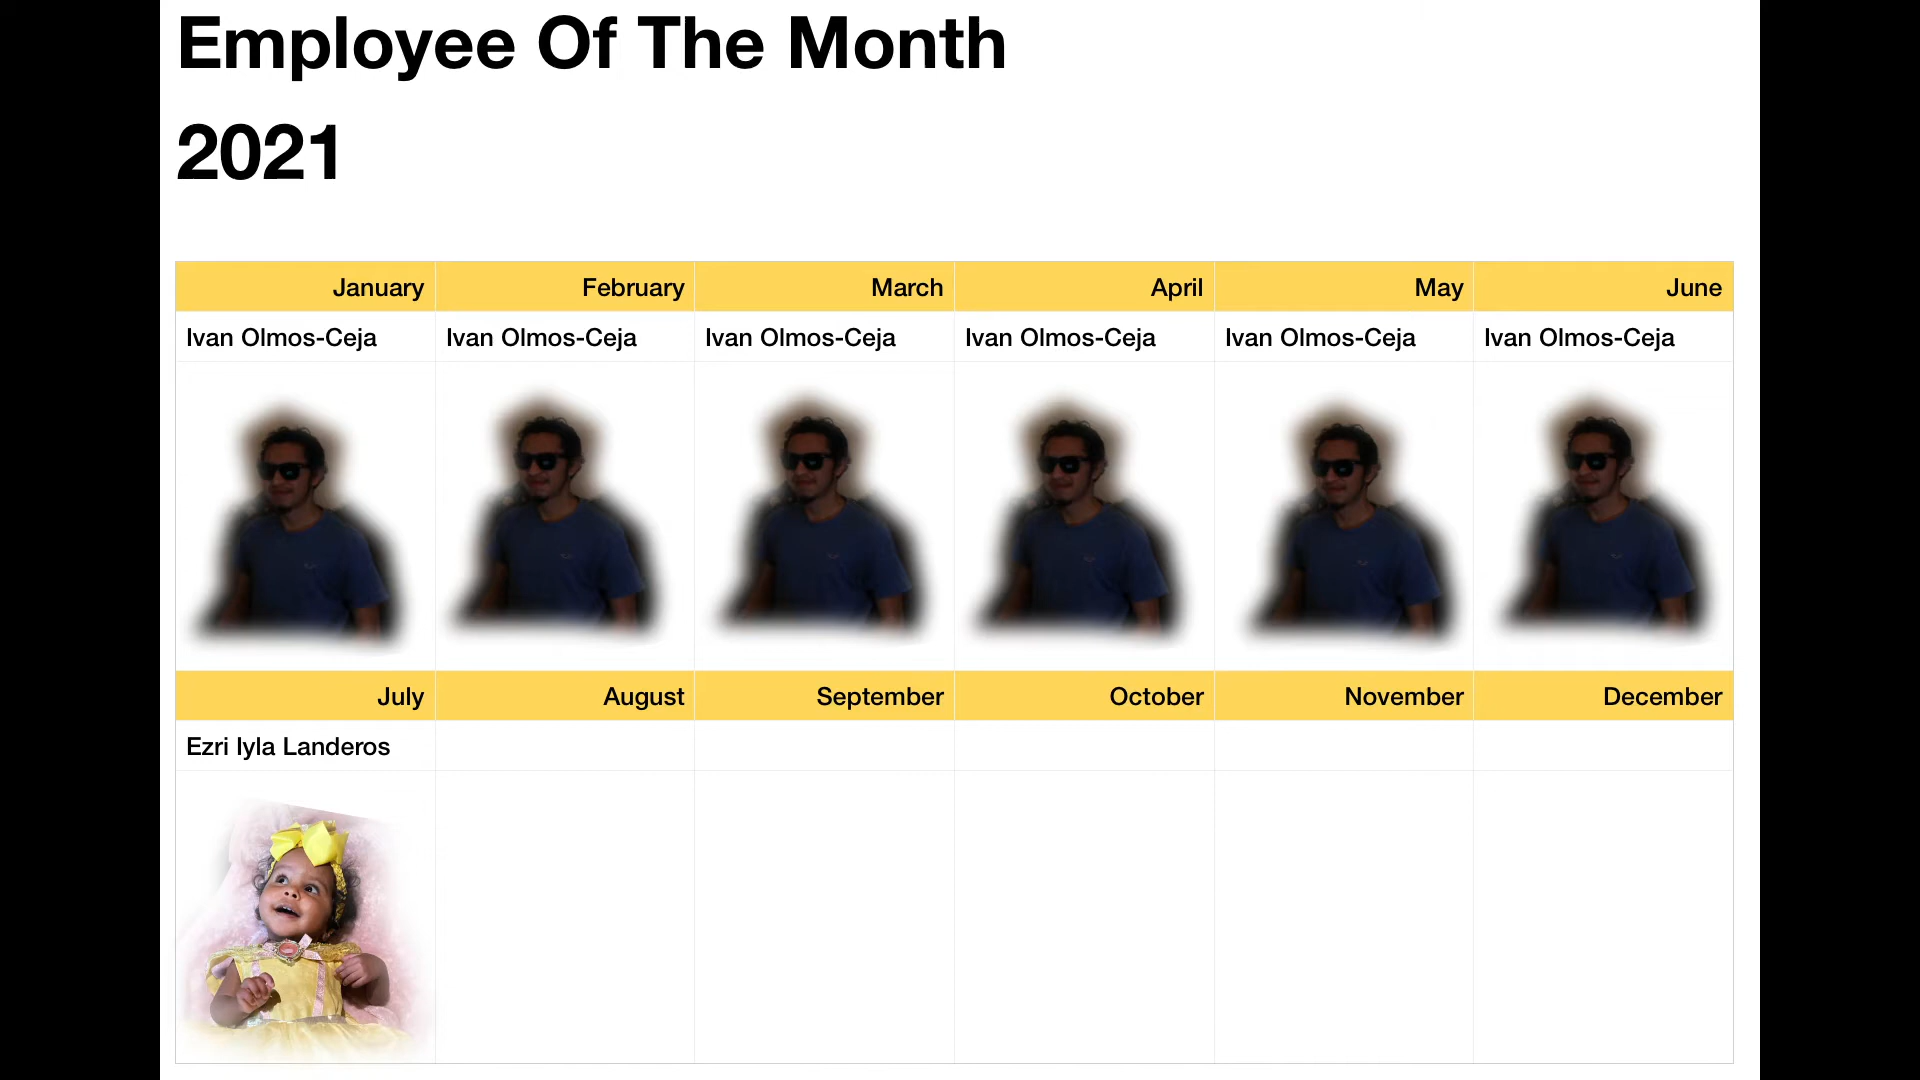 Employee Of The Month
2021
January February March April May June
Ivan Olmos-Ceja Ivan Olmos-Ceja Ivan Olmos-Ceja Ivan Olmos-Ceja Ivan Olmos-Ceja Ivan Olmos-Ceja
July August September October November December
Ezri Iyla Landeros